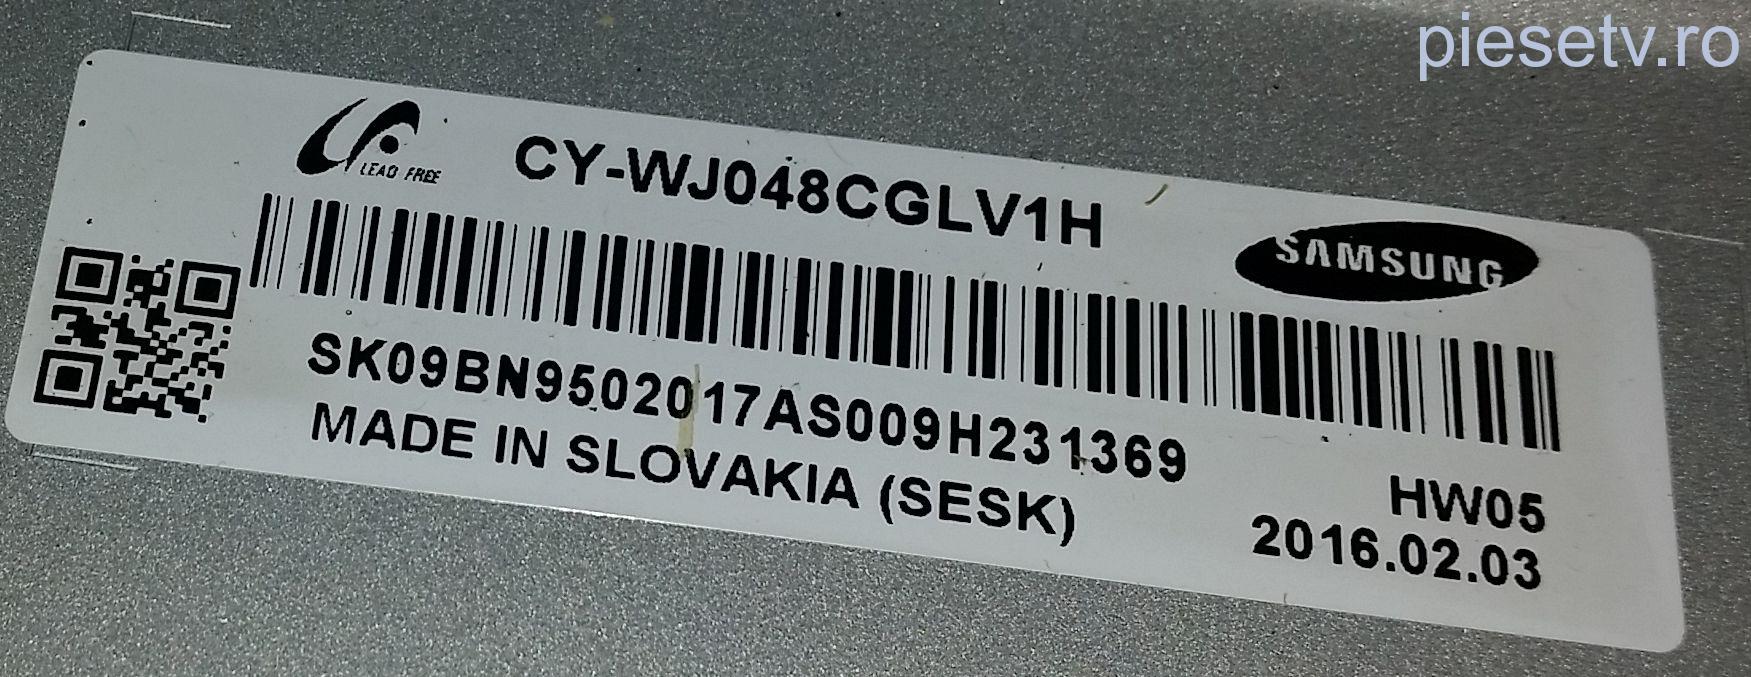 piesetv.ro
LEAD FREE
CY-WJ048CGLV1H
SAMSUNG
SK09BN9502017AS009H231369
MADE IN SLOVAKIA (SESK)
HW05
2016.02.03